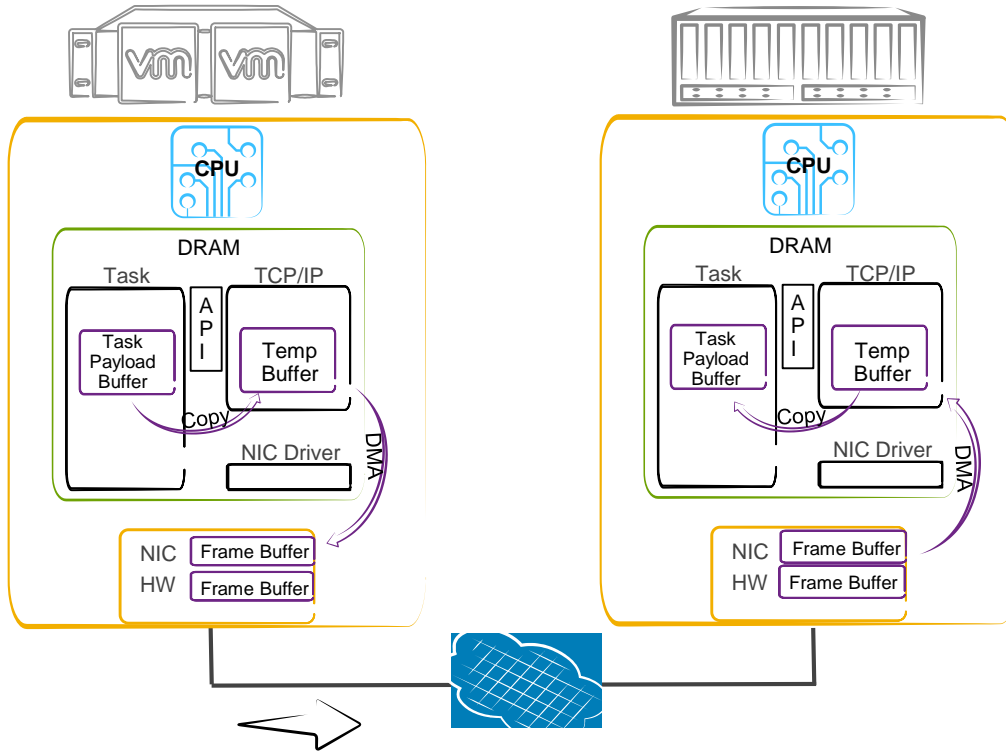 vm vm
CPU
DRAM
Task
TCP/IP
A
P
I
Task
Payload
Buffer
Temp
Buffer
Copy
DMA
NIC Driver
NIC
Frame Buffer
HW
Frame Buffer
CPU
DRAM
Task
TCP/IP
A
P
I
Task
Payload
Buffer
Temp
Buffer
Copy
DMA
NIC Driver
NIC
Frame Buffer
HW
Frame Buffer